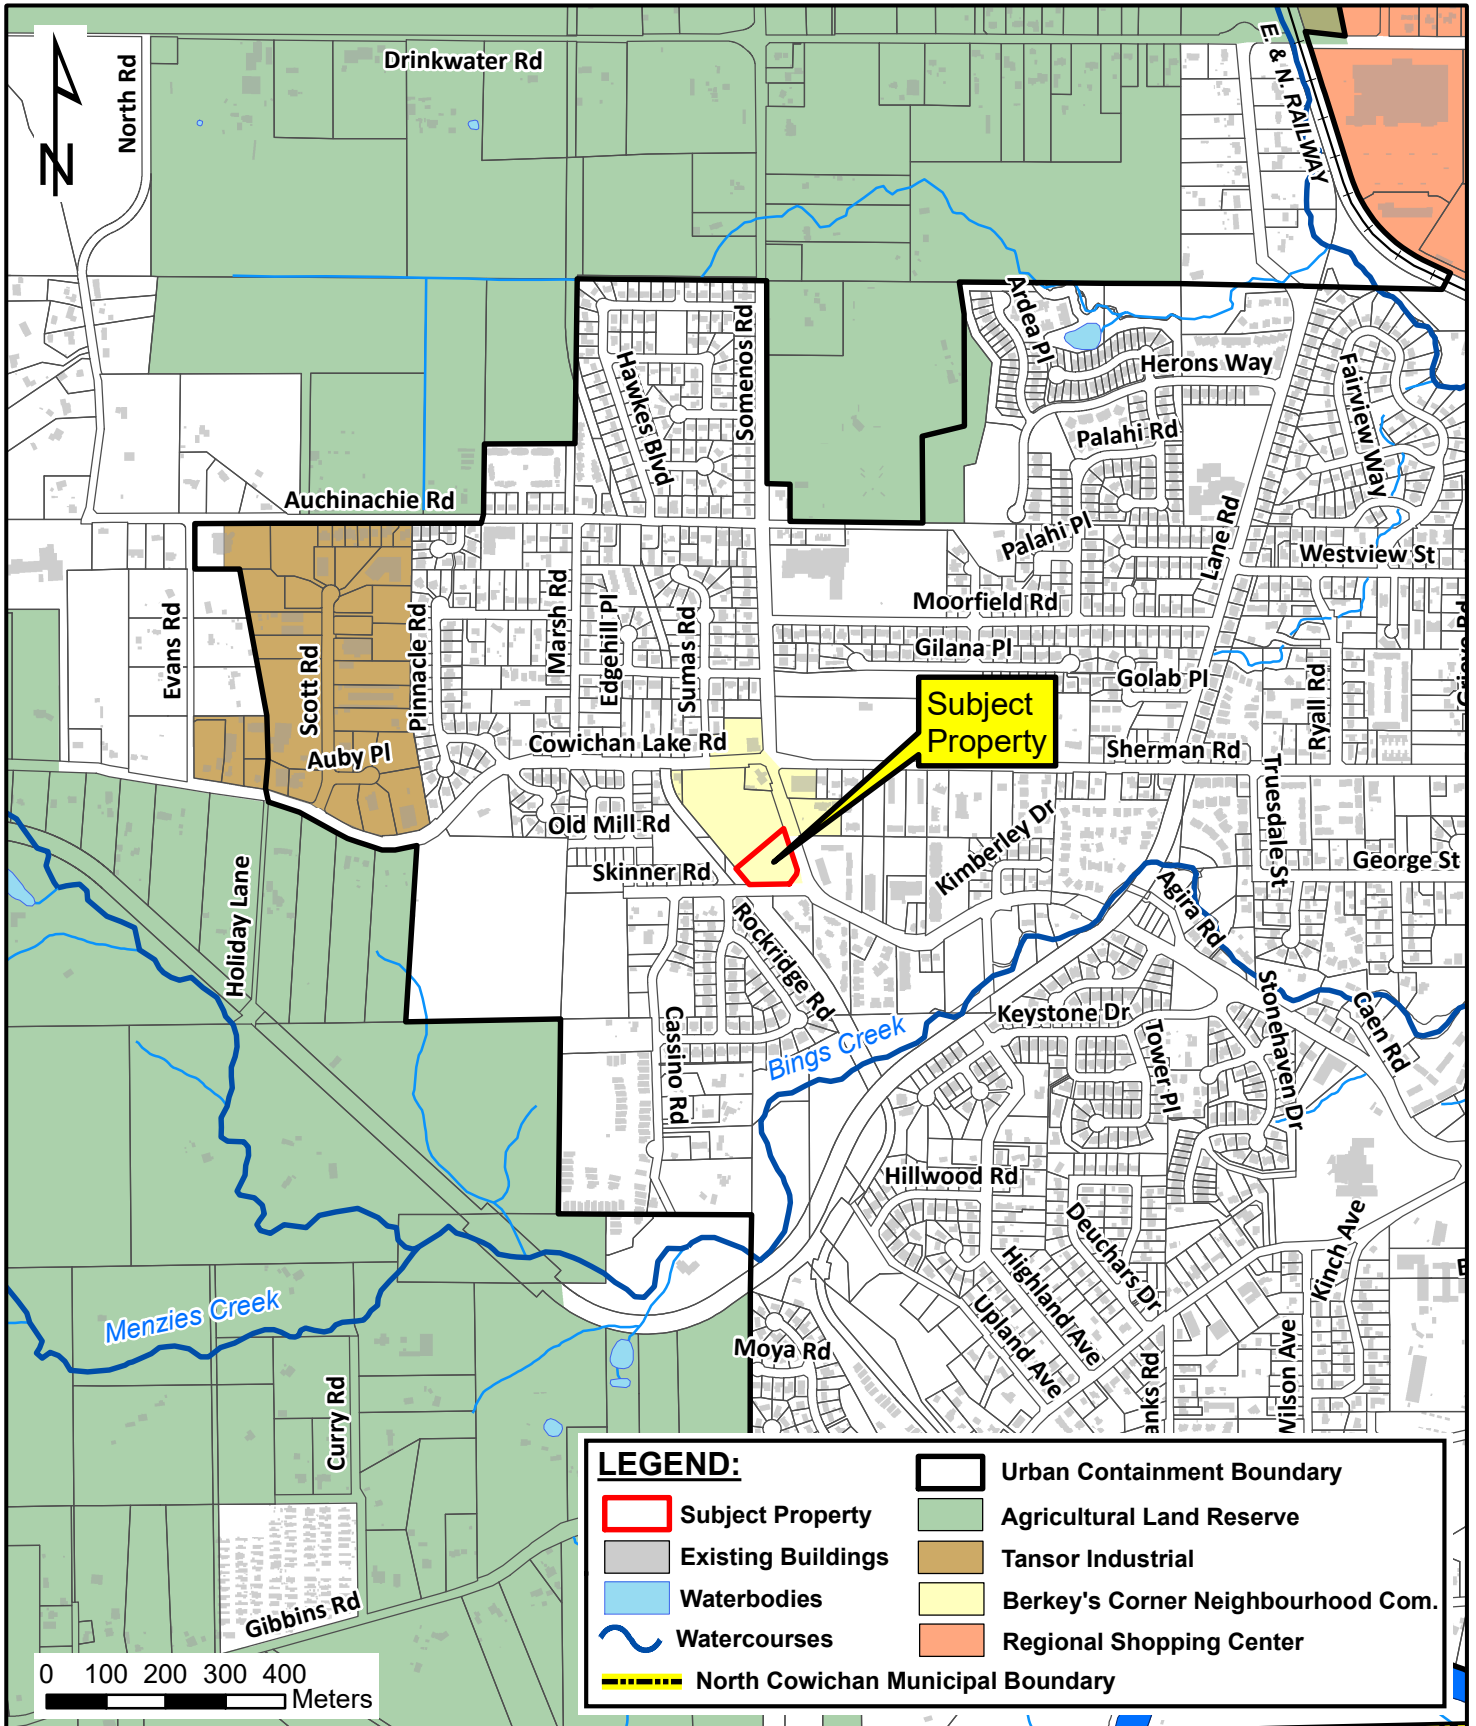 Drinkwater Rd
North Rd
E. & N. RAILWAY
N
Ardea Pl
Somenos Rd
Hawkes Blvd
Herons Way
Fairview Way
Palahi Rd
Auchinachie Rd
Palahi Pl
Lane Rd
Westview St
Moorfield Rd
Marsh Rd
Edgehill Pl
Sumas Rd
Pinnacle Rd
Evans Rd
Scott Rd
Gilana Pl
Golab Pl
Ryall Rd
Subject
Property
Cowichan Lake Rd
Auby Pl
Sherman Rd
Truesdale St
Old Mill Rd
Kimberley Dr
Skinner Rd
George St
Agira Rd
Holiday Lane
Rockridge Rd
Stonehaven Dr
Caen Rd
Keystone Dr
Tower Pl
Cassino Rd
Bings Creek
Hillwood Rd
Deuchars Dr
Kinch Ave
Highland Ave
Upland Ave
Menzies Creek
Moya Rd
anks Rd
Wilson Ave
Curry Rd
Gibbins Rd
LEGEND:
Subject Property
Existing Buildings
Waterbodies
Watercourses
North Cowichan Municipal Boundary
Urban Containment Boundary
Agricultural Land Reserve
Tansor Industrial
Berkey's Corner Neighbourhood Com.
Regional Shopping Center
0 100 200 300 400
Meters